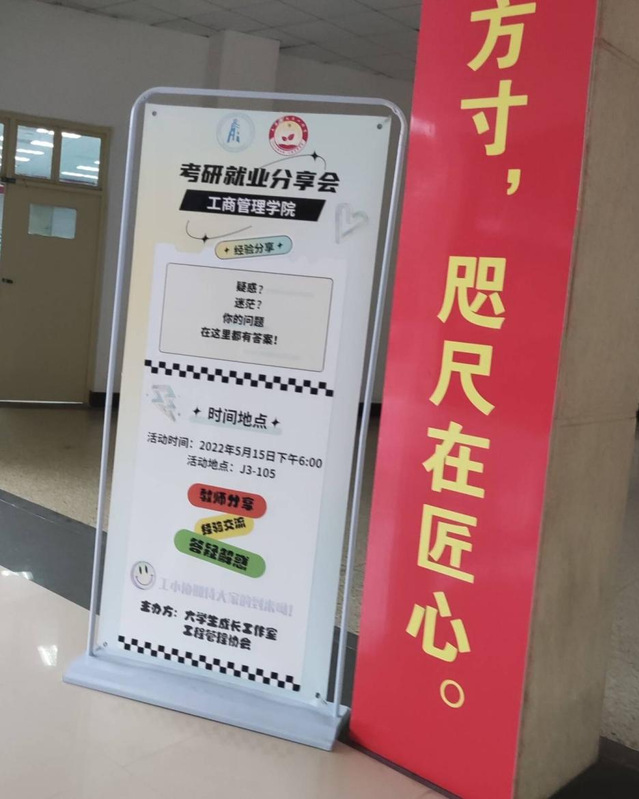 考研就业分享会
工商管理学院
经验分享
疑惑？
迷茫？
你的问题
在这里都有答案！
时间地点
活动时间：2022年5月15日下午6:00
活动地点：J3-105
教师分享
经验交流
答疑解惑
主办方：大学生成长工作室
工程管理协会
方寸，咫尺在匠心。